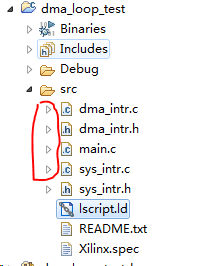 dma_loop_test
Binaries
Includes
Debug
src
dma_intr.c
dma_intr.h
main.c
sys_intr.c
sys_intr.h
lscript.ld
README.txt
Xilinx.spec